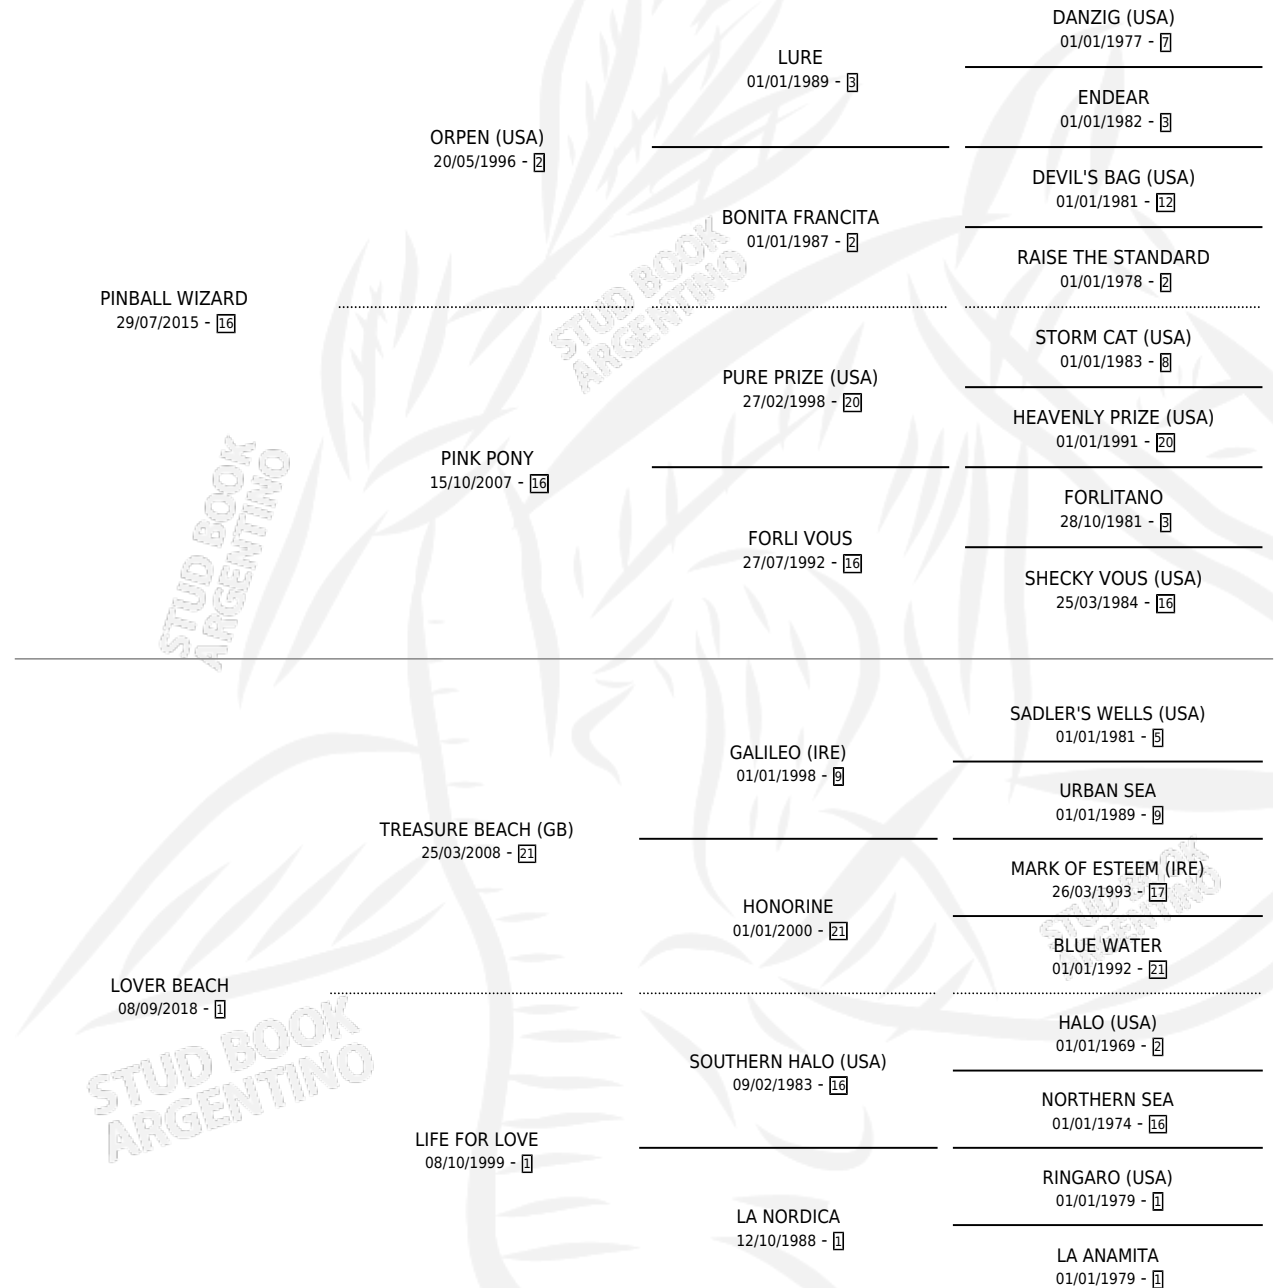 DANZIG (USA)
01/01/1977 - 7
LURE
01/01/1989 - 3
ENDEAR
01/01/1982 - 3
ORPEN (USA)
20/05/1996 - 2
DEVIL'S BAG (USA)
01/01/1981 - 12
BONITA FRANCITA
01/01/1987 - 2
RAISE THE STANDARD
01/01/1978 - 2
PINBALL WIZARD
29/07/2015 - 16
STORM CAT (USA)
01/01/1983 - 8
PURE PRIZE (USA)
27/02/1998 - 20
HEAVENLY PRIZE (USA)
01/01/1991 - 20
PINK PONY
15/10/2007 - 16
FORLITANO
28/10/1981 - 3
FORLI VOUS
27/07/1992 - 16
SHECKY VOUS (USA)
25/03/1984 - 16
STUD BOOK
ARGENTINO
STUD BOOK
ARGENTINO
SADLER'S WELLS (USA)
01/01/1981 - 5
GALILEO (IRE)
01/01/1998 - 9
URBAN SEA
01/01/1989 - 9
TREASURE BEACH (GB)
25/03/2008 - 21
MARK OF ESTEEM (IRE)
26/03/1993 - 17
HONORINE
01/01/2000 - 21
BLUE WATER
01/01/1992 - 21
STUD BOOK
ARGENTINO
LOVER BEACH
08/09/2018 - 1
HALO (USA)
01/01/1969 - 2
SOUTHERN HALO (USA)
09/02/1983 - 16
NORTHERN SEA
01/01/1974 - 16
STUD BOOK
ARGENTINO
LIFE FOR LOVE
08/10/1999 - 1
RINGARO (USA)
01/01/1979 - 1
LA NORDICA
12/10/1988 - 1
LA ANAMITA
01/01/1979 - 1